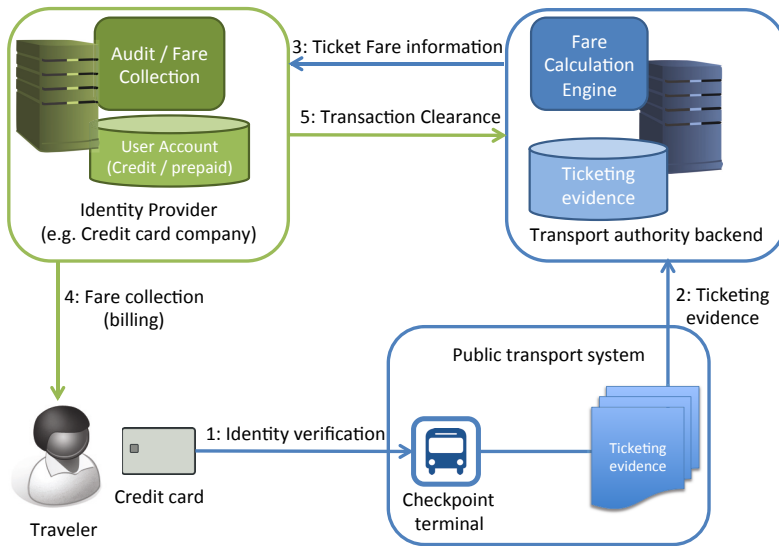 Audit / Fare
Collection
User Account
(Credit / prepaid)
Identity Provider
(e.g. Credit card company)
3: Ticket Fare information
5: Transaction Clearance
Fare
Calculation
Engine
Ticketing
evidence
Transport authority backend
4: Fare collection
(billing)
2: Ticketing
evidence
Public transport system
1: Identity verification
Ticketing
evidence
Credit card
Checkpoint
terminal
Traveler